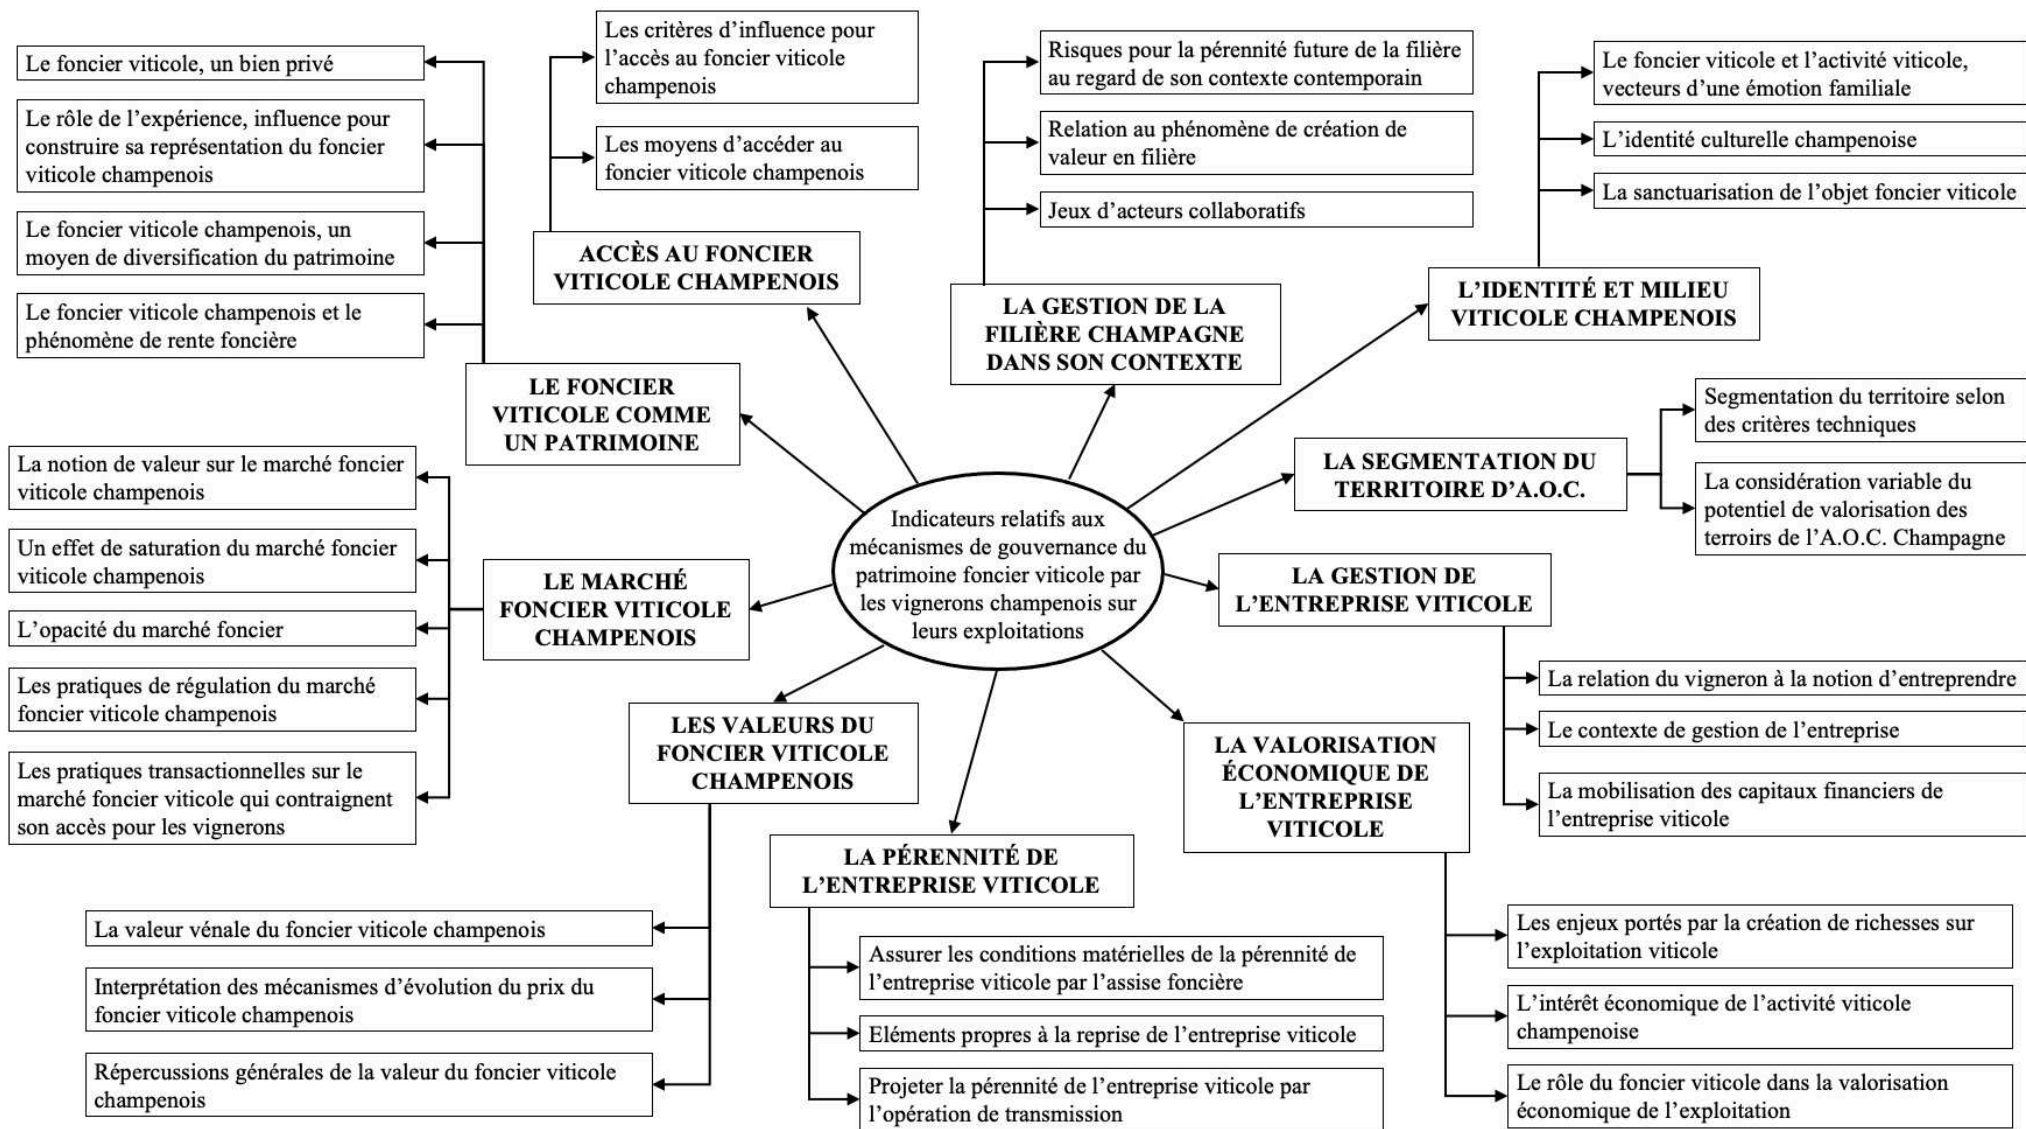 Le foncier viticole, un bien privé
Le rôle de l’expérience, influence pour
construire sa représentation du foncier
viticole champenois
Le foncier viticole champenois, un
moyen de diversification du patrimoine
Le foncier viticole champenois et le
phénomène de rente foncière
LE FONCIER
VITICOLE COMME
UN PATRIMOINE
Les critères d’influence pour
l’accès au foncier viticole
champenois
Les moyens d’accéder au
foncier viticole champenois
ACCÈS AU FONCIER
VITICOLE CHAMPENOIS
Risques pour la pérennité future de la filière
au regard de son contexte contemporain
Relation au phénomène de création de
valeur en filière
Jeux d’acteurs collaboratifs
LA GESTION DE LA
FILIÈRE CHAMPAGNE
DANS SON CONTEXTE
Le foncier viticole et l’activité viticole,
vecteurs d’une émotion familiale
L’identité culturelle champenoise
La sanctuarisation de l’objet foncier viticole
L’IDENTITÉ ET MILIEU
VITICOLE CHAMPENOIS
LA SEGMENTATION DU
TERRITOIRE D’A.O.C.
Segmentation du territoire selon
des critères techniques
La considération variable du
potentiel de valorisation des
terroirs de l’A.O.C. Champagne
Indicateurs relatifs aux
mécanismes de gouvernance du
patrimoine foncier viticole par
les vignerons champenois sur
leurs exploitations
La notion de valeur sur le marché foncier
viticole champenois
Un effet de saturation du marché foncier
viticole champenois
L’opacité du marché foncier
Les pratiques de régulation du marché
foncier viticole champenois
Les pratiques transactionnelles sur le
marché foncier viticole qui contraignent
son accès pour les vignerons
LE MARCHÉ
FONCIER VITICOLE
CHAMPENOIS
LA GESTION DE
L’ENTREPRISE VITICOLE
La relation du vigneron à la notion d’entreprendre
Le contexte de gestion de l’entreprise
La mobilisation des capitaux financiers de
l’entreprise viticole
LES VALEURS DU
FONCIER VITICOLE
CHAMPENOIS
La valeur vénale du foncier viticole champenois
Interprétation des mécanismes d’évolution du prix du
foncier viticole champenois
Répercussions générales de la valeur du foncier viticole
champenois
LA PÉRENNITÉ DE
L’ENTREPRISE VITICOLE
Assurer les conditions matérielles de la pérennité de
l’entreprise viticole par l’assise foncière
Eléments propres à la reprise de l’entreprise viticole
Projeter la pérennité de l’entreprise viticole par
l’opération de transmission
LA VALORISATION
ÉCONOMIQUE DE
L’ENTREPRISE
VITICOLE
Les enjeux portés par la création de richesses sur
l’exploitation viticole
L’intérêt économique de l’activité viticole
champenoise
Le rôle du foncier viticole dans la valorisation
économique de l’exploitation